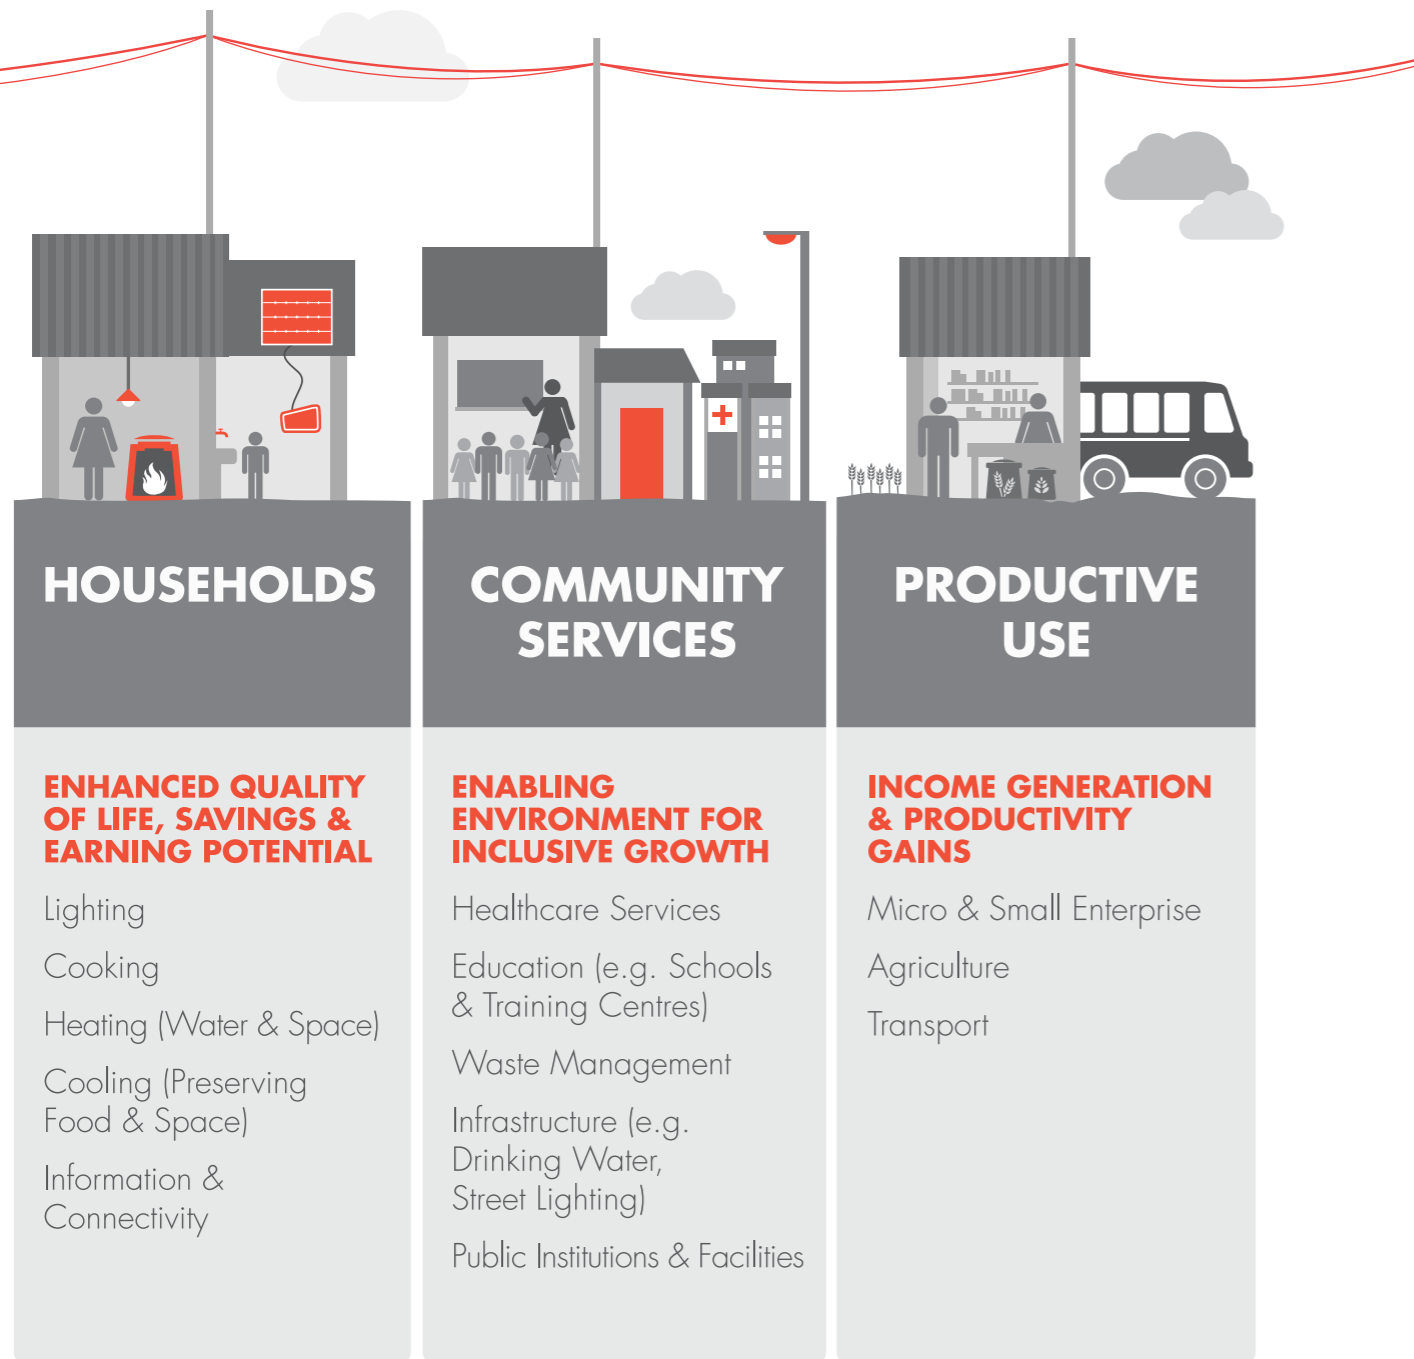 HOUSEHOLDS
ENHANCED QUALITY
OF LIFE, SAVINGS &
EARNING POTENTIAL
Lighting
Cooking
Heating (Water & Space)
Cooling (Preserving
Food & Space)
Information &
Connectivity
COMMUNITY
SERVICES
ENABLING
ENVIRONMENT FOR
INCLUSIVE GROWTH
Healthcare Services
Education (e.g. Schools
& Training Centres)
Waste Management
Infrastructure (e.g.
Drinking Water,
Street Lighting)
Public Institutions & Facilities
PRODUCTIVE
USE
INCOME GENERATION
& PRODUCTIVITY
GAINS
Micro & Small Enterprise
Agriculture
Transport